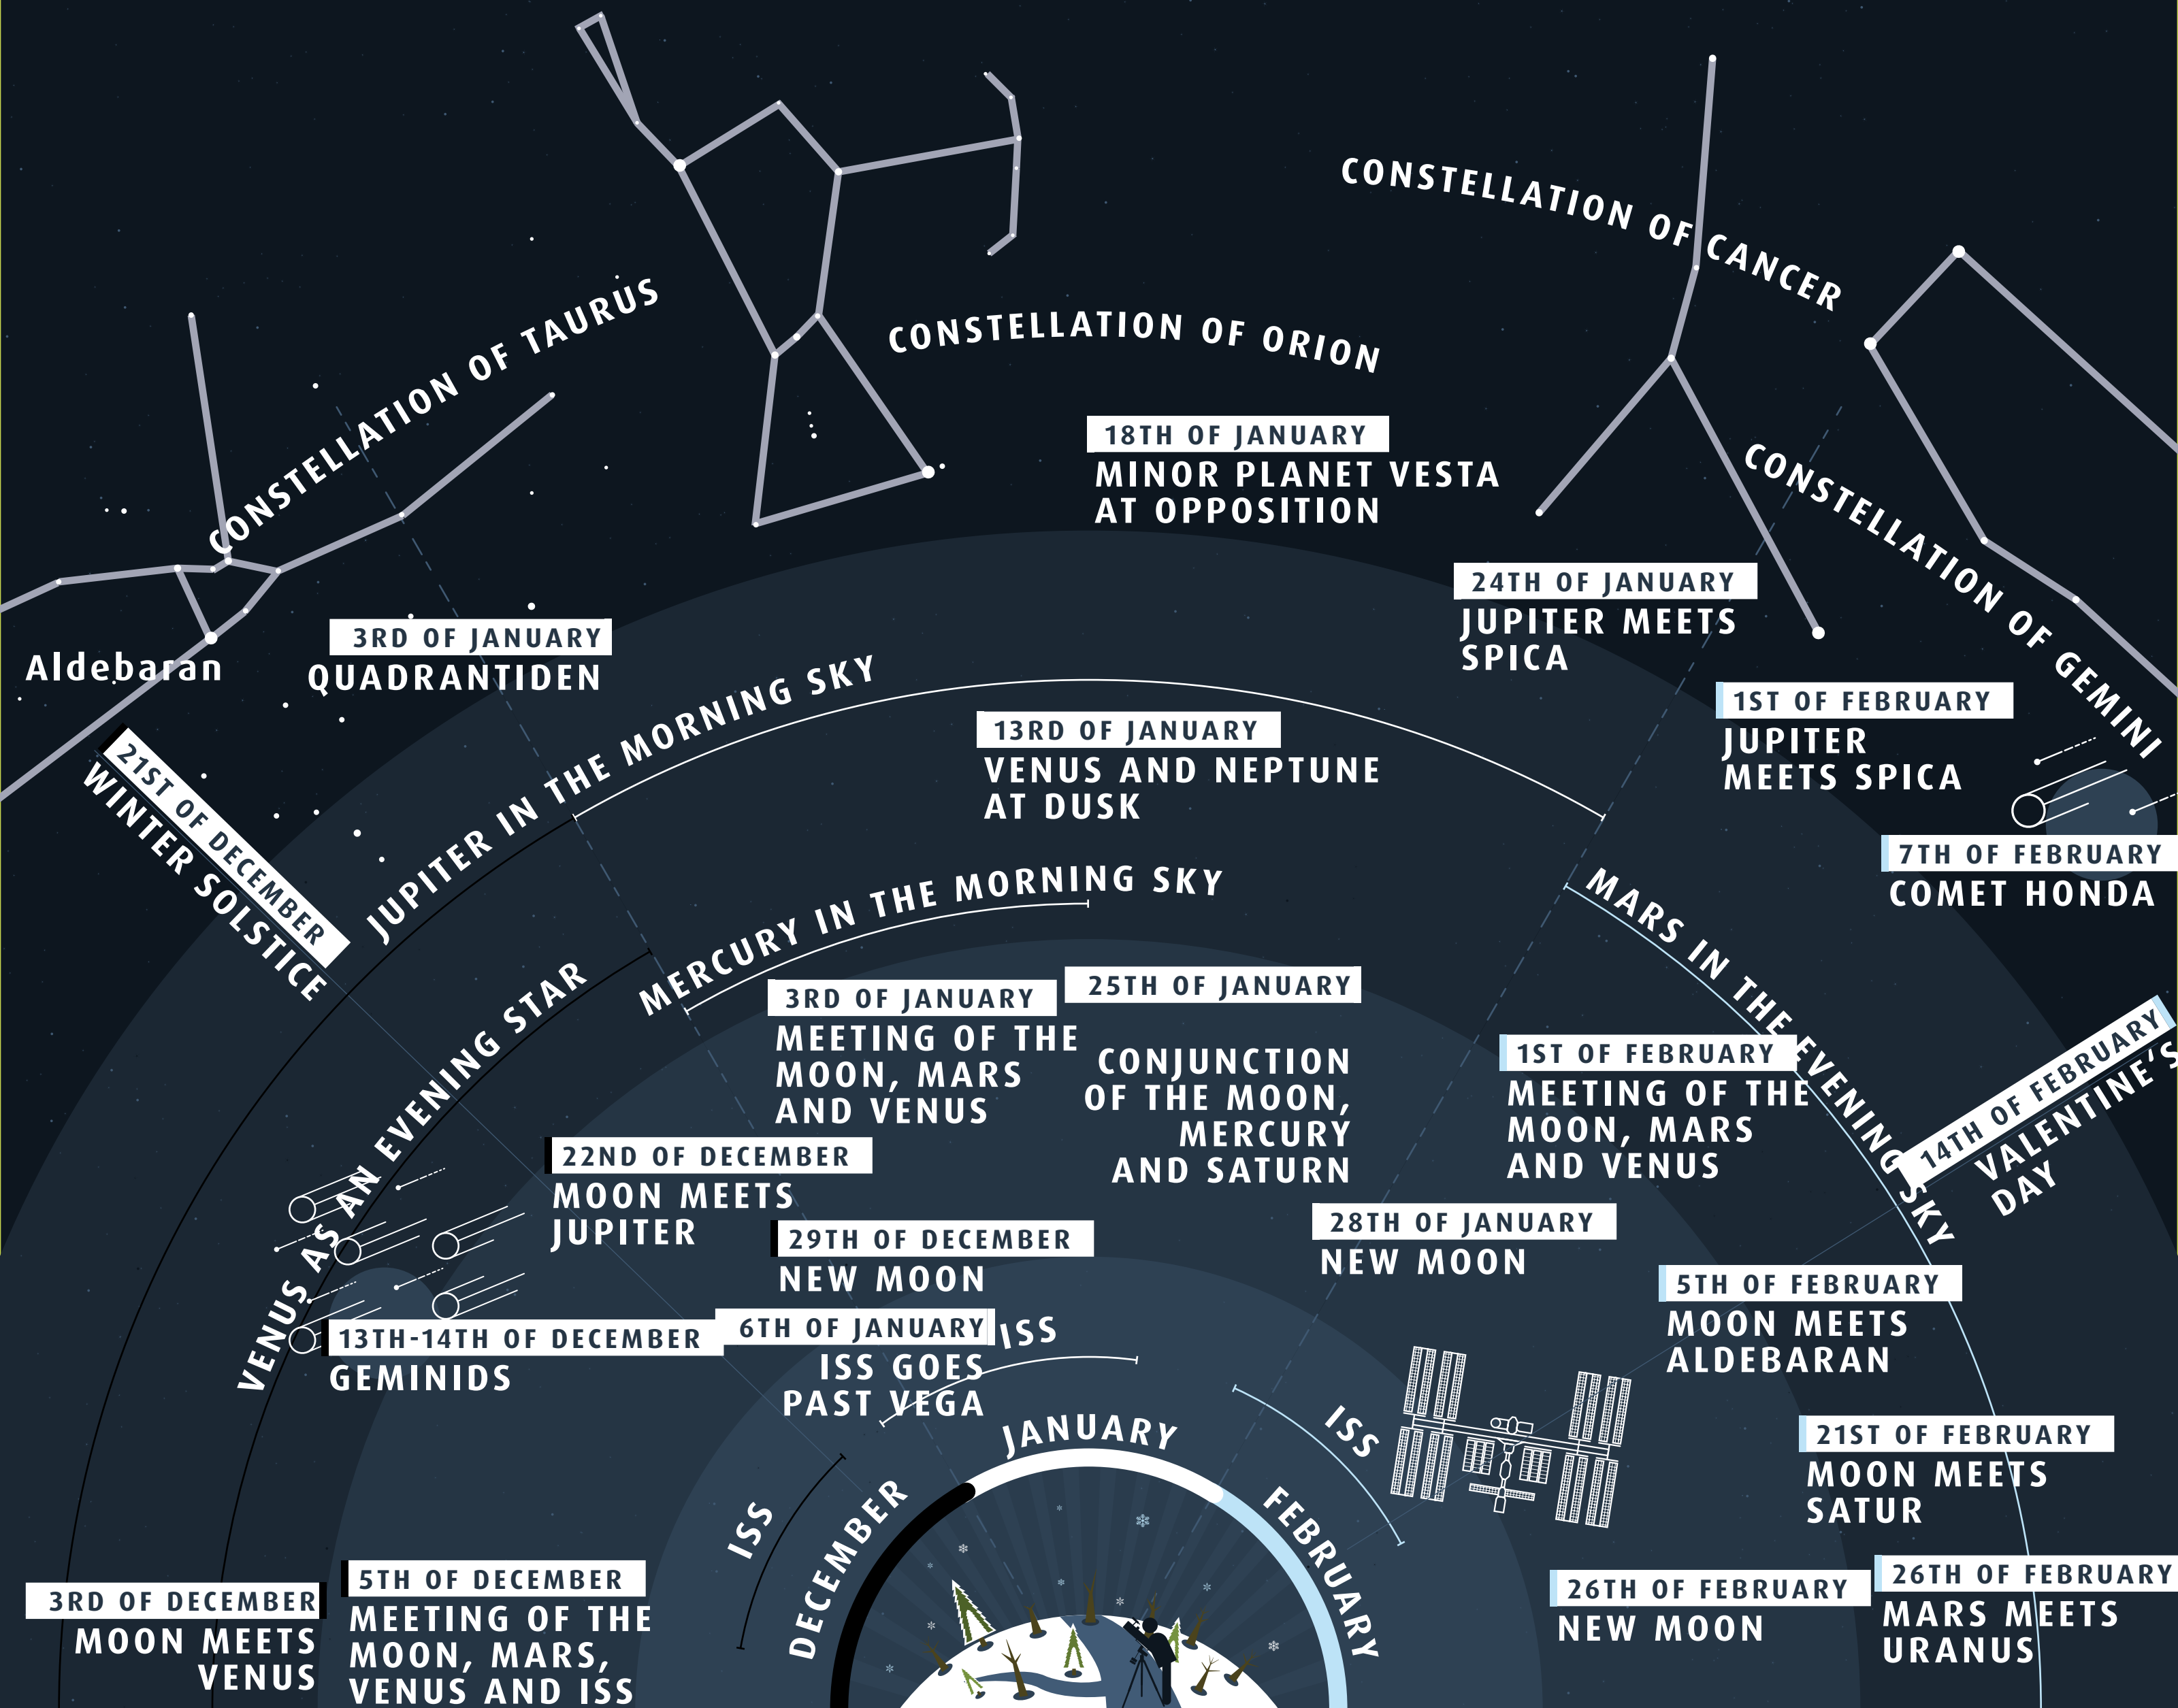 CONSTELLATION OF TAURUS
CONSTELLATION OF ORION
CONSTELLATION OF CANCER
CONSTELLATION OF GEMINI
Aldebaran
18TH OF JANUARY
MINOR PLANET VESTA
AT OPPOSITION
3RD OF JANUARY
QUADRANTIDEN
24TH OF JANUARY
JUPITER MEETS
SPICA
21ST OF DECEMBER
WINTER SOLSTICE
JUPITER IN THE MORNING SKY
13RD OF JANUARY
VENUS AND NEPTUNE
AT DUSK
1ST OF FEBRUARY
JUPITER
MEETS SPICA
7TH OF FEBRUARY
COMET HONDA
MERCURY IN THE MORNING SKY
MARS IN THE EVENING SKY
VENUS AS AN EVENING STAR
3RD OF JANUARY
MEETING OF THE
MOON, MARS
AND VENUS
25TH OF JANUARY
CONJUNCTION
OF THE MOON,
MERCURY
AND SATURN
1ST OF FEBRUARY
MEETING OF THE
MOON, MARS
AND VENUS
14TH OF FEBRUARY
VALENTINE'S
DAY
22ND OF DECEMBER
MOON MEETS
JUPITER
29TH OF DECEMBER
NEW MOON
28TH OF JANUARY
NEW MOON
5TH OF FEBRUARY
MOON MEETS
ALDEBARAN
13TH-14TH OF DECEMBER
GEMINIDS
6TH OF JANUARY
ISS GOES
PAST VEGA
ISS
ISS
ISS
21ST OF FEBRUARY
MOON MEETS
SATUR
DECEMBER
JANUARY
FEBRUARY
3RD OF DECEMBER
MOON MEETS
VENUS
5TH OF DECEMBER
MEETING OF THE
MOON, MARS,
VENUS AND ISS
26TH OF FEBRUARY
NEW MOON
26TH OF FEBRUARY
MARS MEETS
URANUS